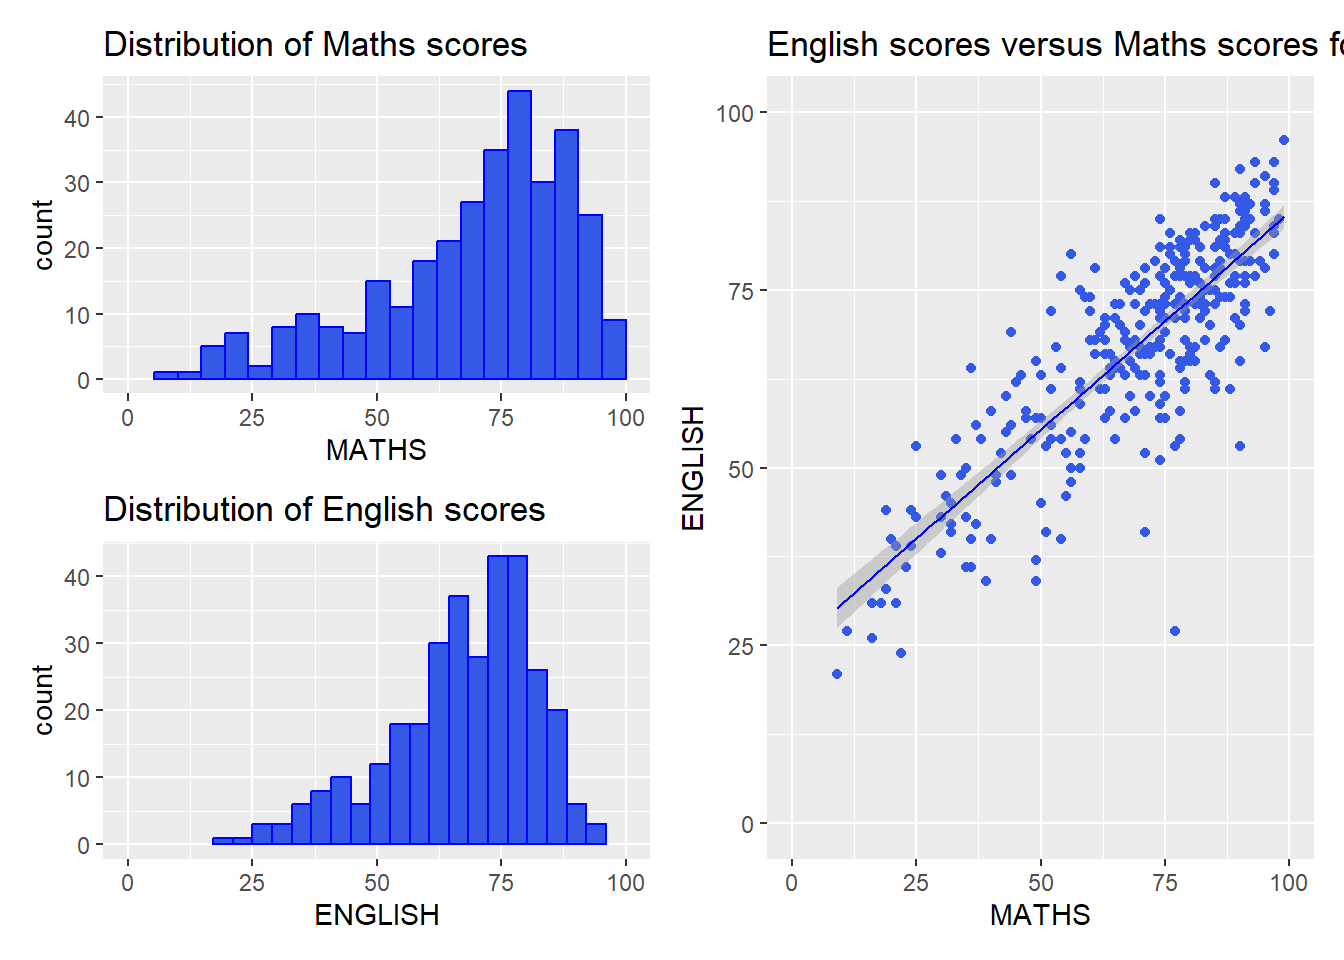 Distribution of Maths scores
40
30
20
10
0
count
0 25 50 75 100
MATHS
Distribution of English scores
40
30
20
10
0
count
0 25 50 75 100
ENGLISH
English scores versus Maths scores fo
100
75
50
25
0
ENGLISH
0 25 50 75 100
MATHS